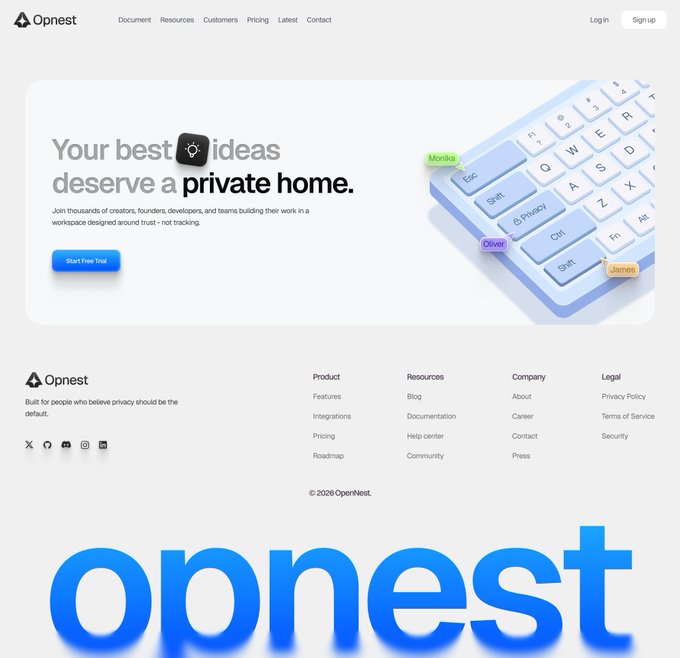 Opnest
Document Resources Customers Pricing Latest Contact
Log in Sign up
Your best ideas
deserve a private home.
Join thousands of creators, founders, developers, and teams building their work in a
workspace designed around trust - not tracking.
Start Free Trial
Monika
Oliver
James
F1 @ # $
? 2 3 4
Esc Q W E R
Shift A S D
Privacy Z X
Ctrl Fn Alt
Shift
Opnest
Built for people who believe privacy should be the
default.
Product
Features
Integrations
Pricing
Roadmap
Resources
Blog
Documentation
Help center
Community
Company
About
Career
Contact
Press
Legal
Privacy Policy
Terms of Service
Security
© 2026 OpenNest.
opnest